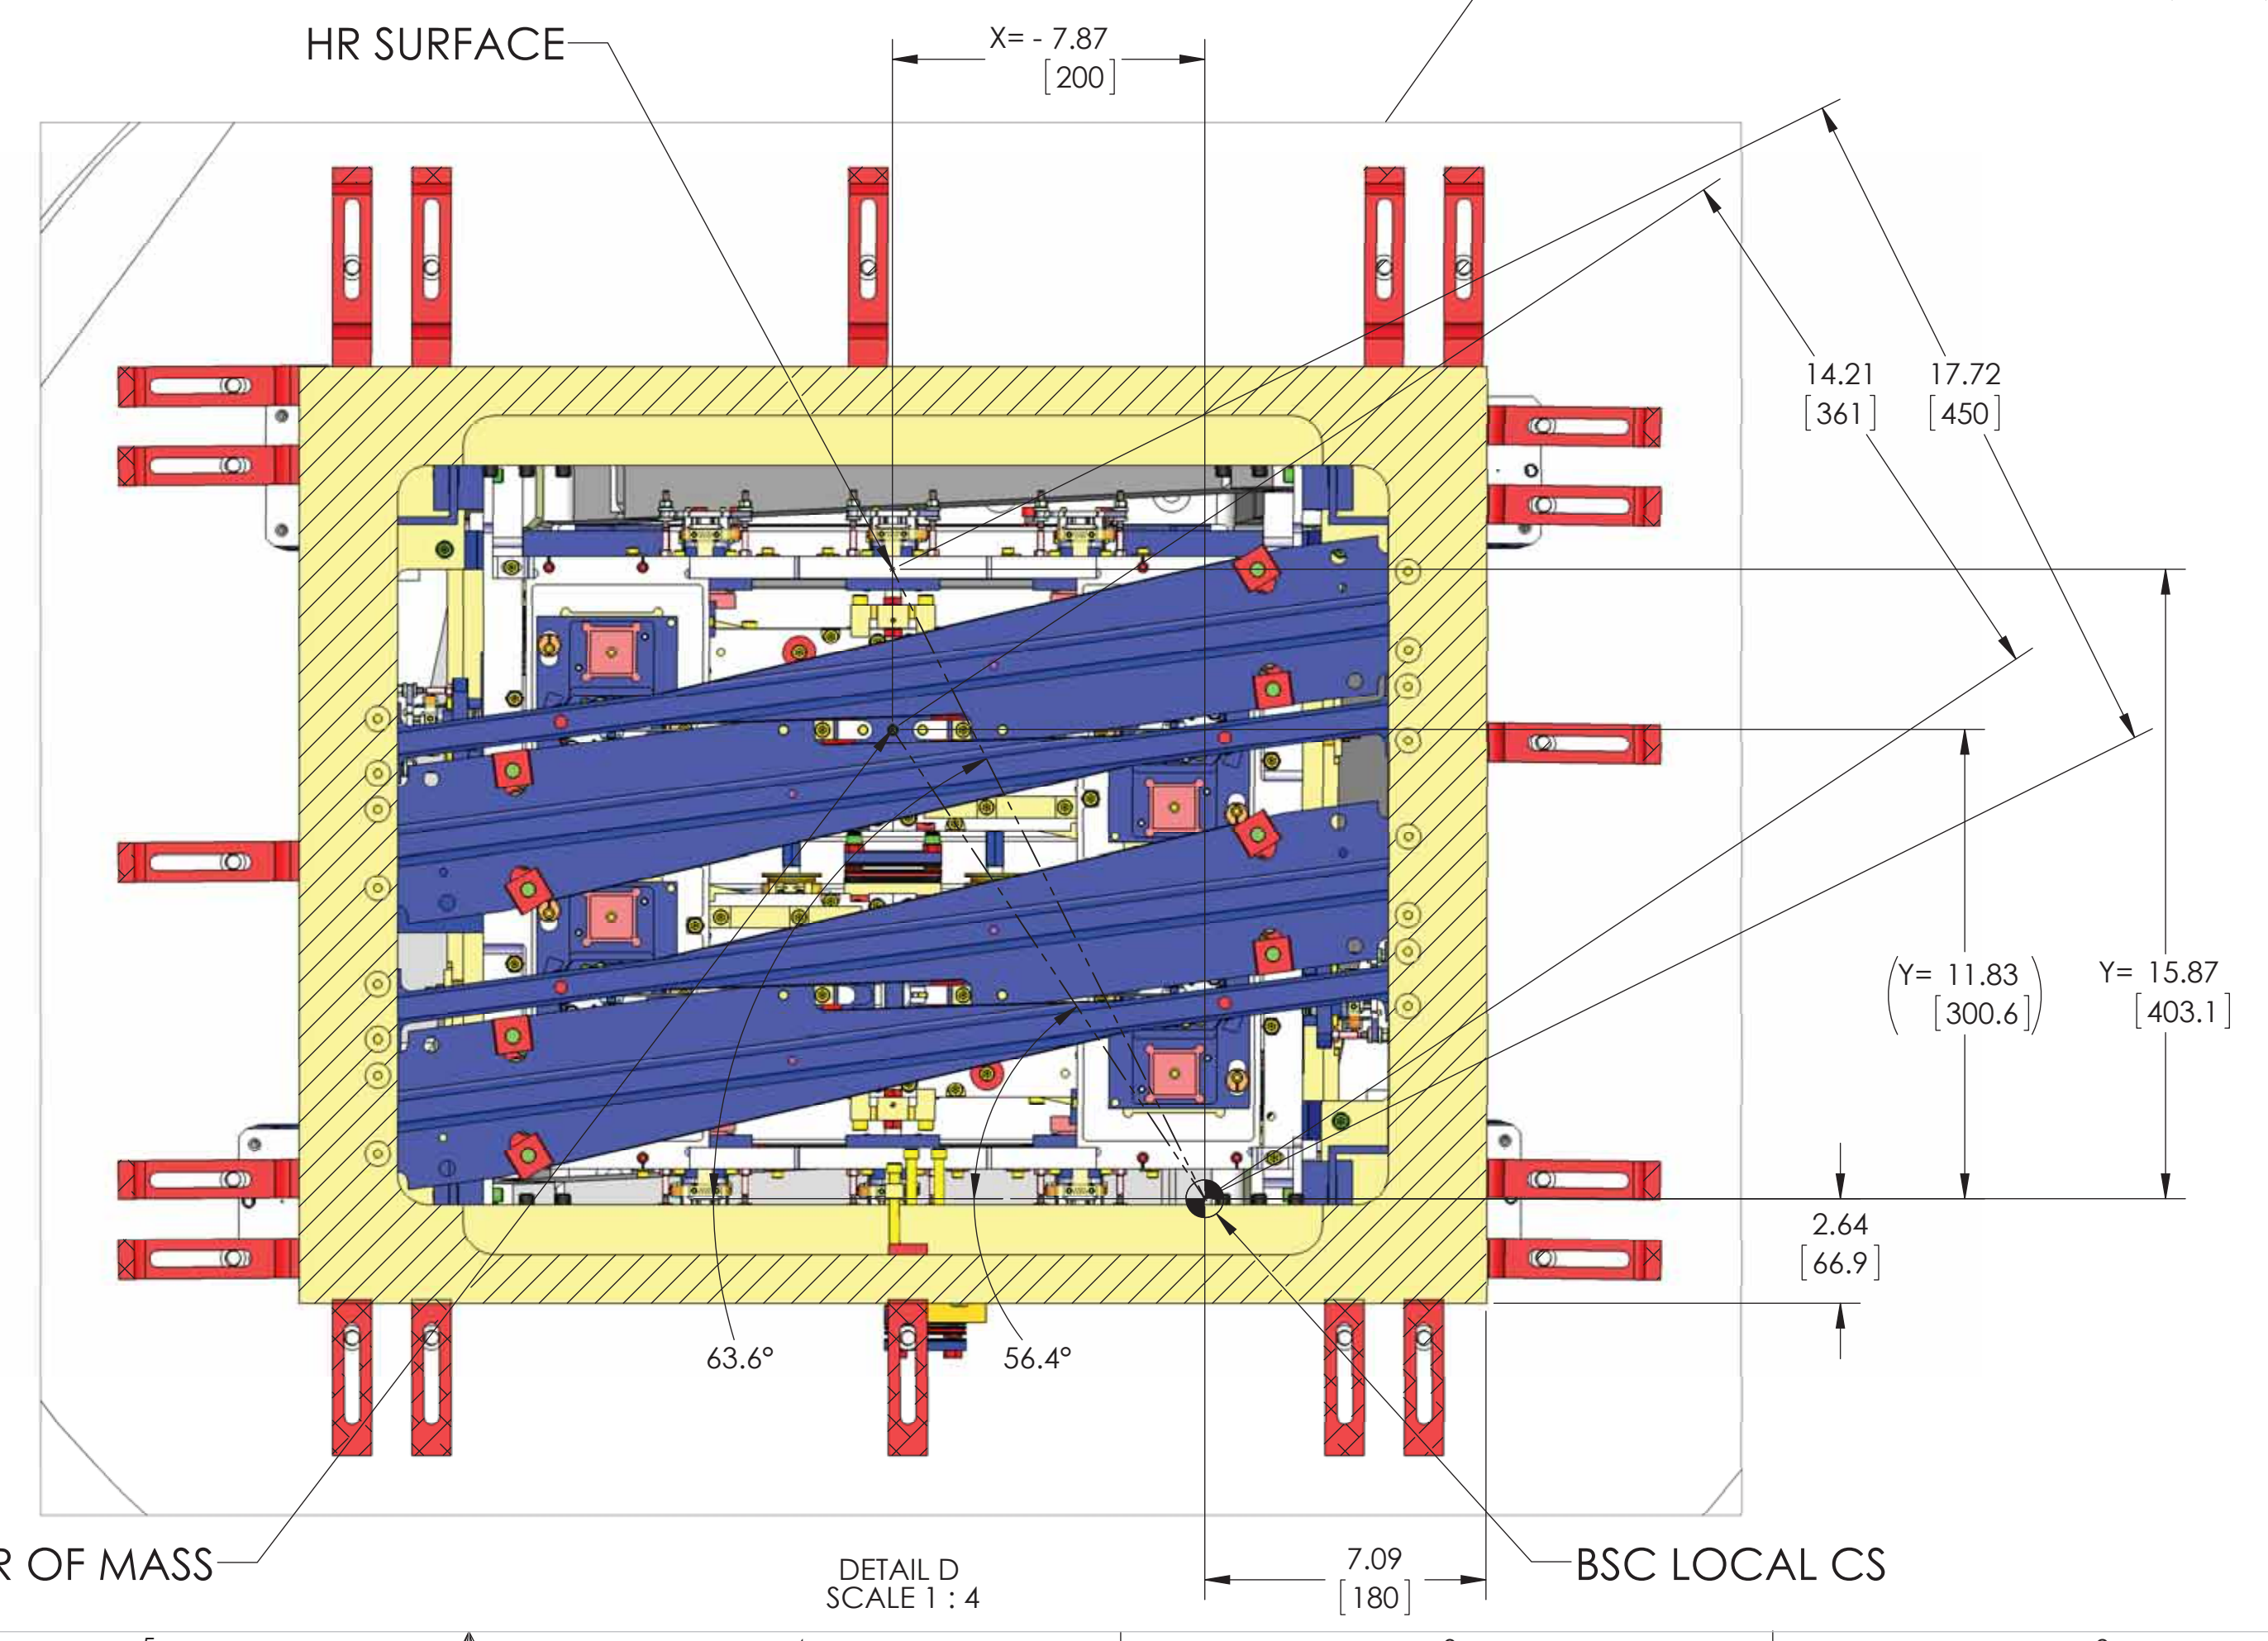 HR SURFACE
X= - 7.87
[200]
14.21
[361]
17.72
[450]
(Y= 11.83
[300.6])
Y= 15.87
[403.1]
2.64
[66.9]
63.6°
56.4°
R OF MASS
DETAIL D
SCALE 1 : 4
7.09
[180]
BSC LOCAL CS